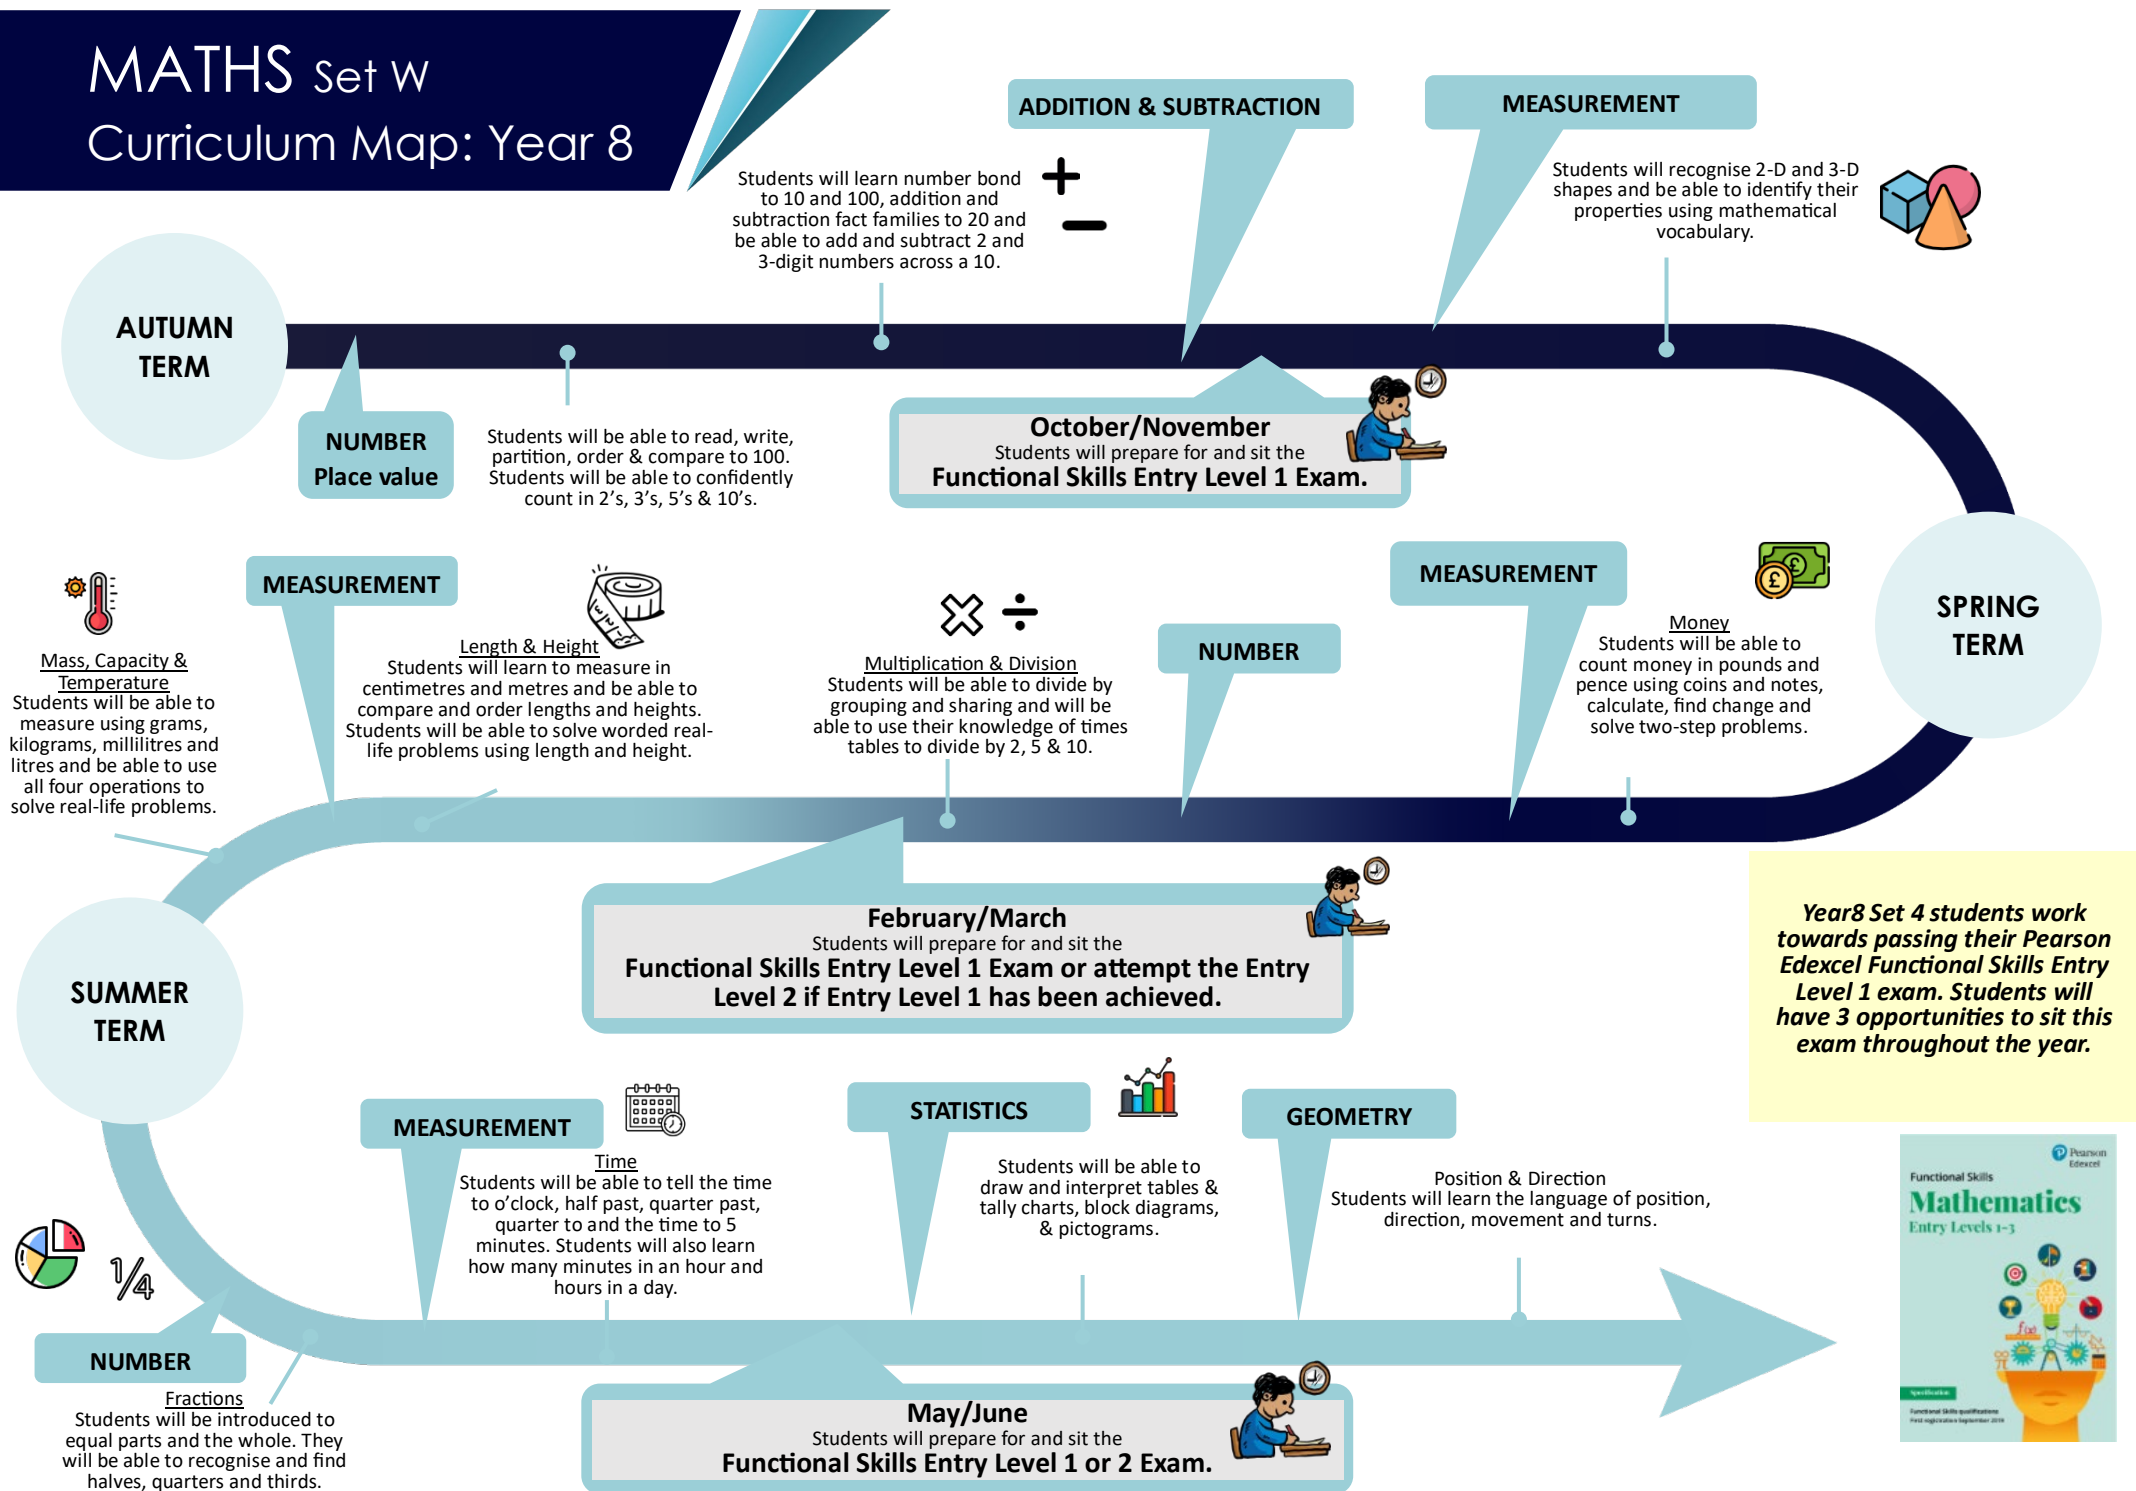 MATHS Set W
Curriculum Map: Year 8
ADDITION & SUBTRACTION
MEASUREMENT
Students will learn number bond
to 10 and 100, addition and
subtraction fact families to 20 and
be able to add and subtract 2 and
3-digit numbers across a 10.
Students will recognise 2-D and 3-D
shapes and be able to identify their
properties using mathematical
vocabulary.
AUTUMN
TERM
NUMBER
Place value
Students will be able to read, write,
partition, order & compare to 100.
Students will be able to confidently
count in 2’s, 3’s, 5’s & 10’s.
October/November
Students will prepare for and sit the
Functional Skills Entry Level 1 Exam.
SPRING
TERM
MEASUREMENT
Money
Students will be able to
count money in pounds and
pence using coins and notes,
calculate, find change and
solve two-step problems.
NUMBER
Multiplication & Division
Students will be able to divide by
grouping and sharing and will be
able to use their knowledge of times
tables to divide by 2, 5 & 10.
MEASUREMENT
Length & Height
Students will learn to measure in
centimetres and metres and be able to
compare and order lengths and heights.
Students will be able to solve worded real-
life problems using length and height.
Mass, Capacity &
Temperature
Students will be able to
measure using grams,
kilograms, millilitres and
litres and be able to use
all four operations to
solve real-life problems.
February/March
Students will prepare for and sit the
Functional Skills Entry Level 1 Exam or attempt the Entry
Level 2 if Entry Level 1 has been achieved.
Year8 Set 4 students work
towards passing their Pearson
Edexcel Functional Skills Entry
Level 1 exam. Students will
have 3 opportunities to sit this
exam throughout the year.
SUMMER
TERM
1/4
NUMBER
Fractions
Students will be introduced to
equal parts and the whole. They
will be able to recognise and find
halves, quarters and thirds.
MEASUREMENT
Time
Students will be able to tell the time
to o’clock, half past, quarter past,
quarter to and the time to 5
minutes. Students will also learn
how many minutes in an hour and
hours in a day.
STATISTICS
Students will be able to
draw and interpret tables &
tally charts, block diagrams,
& pictograms.
GEOMETRY
Position & Direction
Students will learn the language of position,
direction, movement and turns.
May/June
Students will prepare for and sit the
Functional Skills Entry Level 1 or 2 Exam.
Pearson
Edexcel
Functional Skills
Mathematics
Entry Levels 1-3
f(x)
Specification
Functional Skills qualifications
First registration September 2019